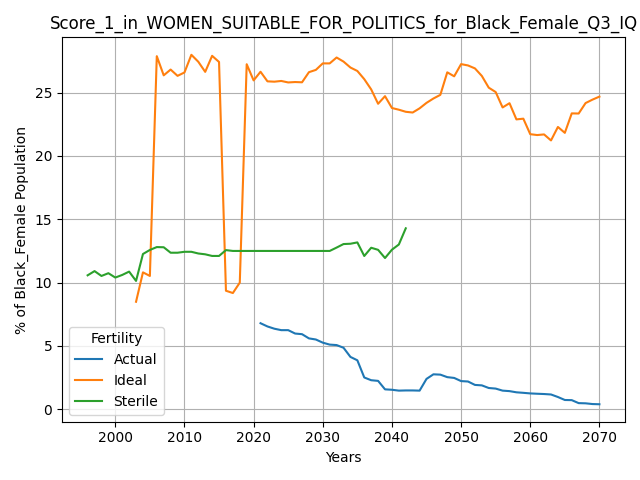 Score_1_in_WOMEN_SUITABLE_FOR_POLITICS_for_Black_Female_Q3_IQ
% of Black_Female Population
25
20
15
10
5
0
Fertility
Actual
Ideal
Sterile
2000 2010 2020 2030 2040 2050 2060 2070
Years